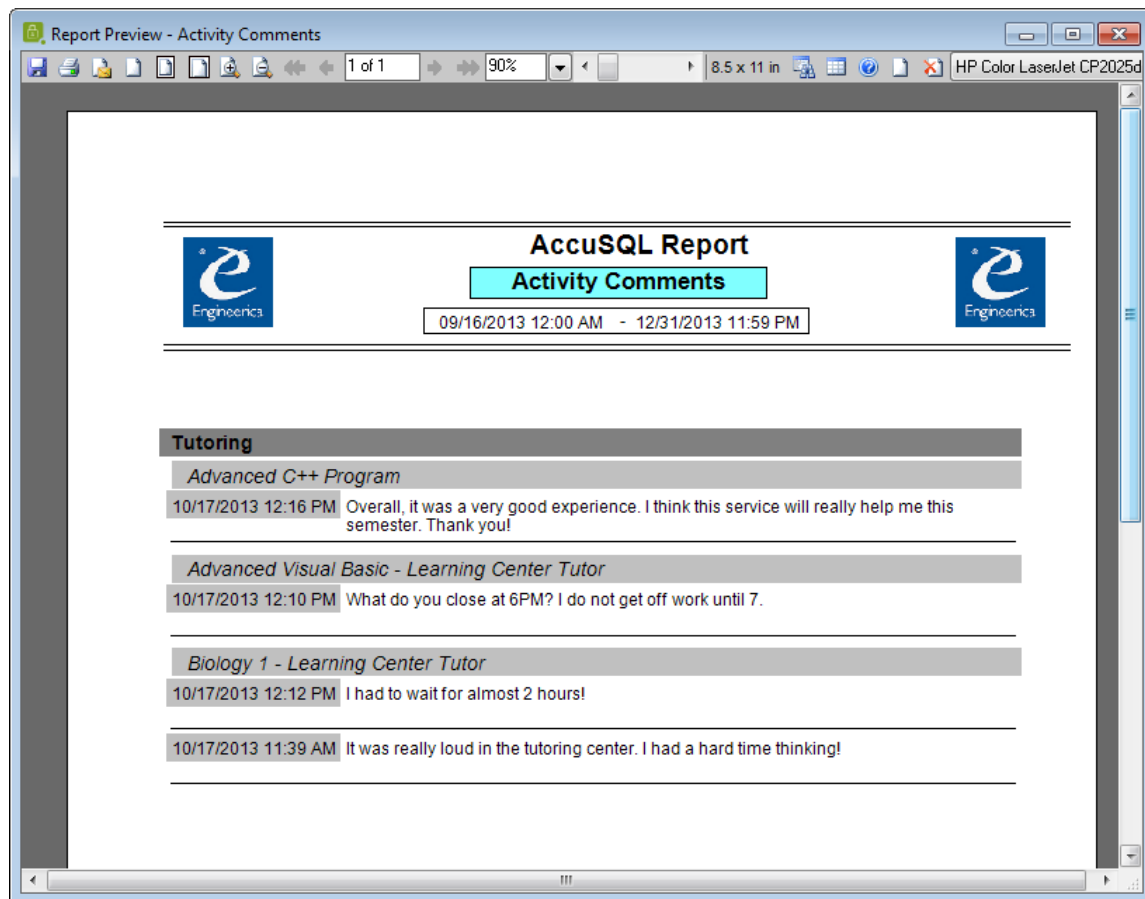 Report Preview - Activity Comments
1 of 1
90%
8.5 x 11 in
HP Color LaserJet CP2025d
AccuSQL Report
Activity Comments
09/16/2013 12:00 AM - 12/31/2013 11:59 PM
Engineerica
Engineerica
Tutoring
Advanced C++ Program
10/17/2013 12:16 PM Overall, it was a very good experience. I think this service will really help me this
semester. Thank you!
Advanced Visual Basic - Learning Center Tutor
10/17/2013 12:10 PM What do you close at 6PM? I do not get off work until 7.
Biology 1 - Learning Center Tutor
10/17/2013 12:12 PM I had to wait for almost 2 hours!
10/17/2013 11:39 AM It was really loud in the tutoring center. I had a hard time thinking!